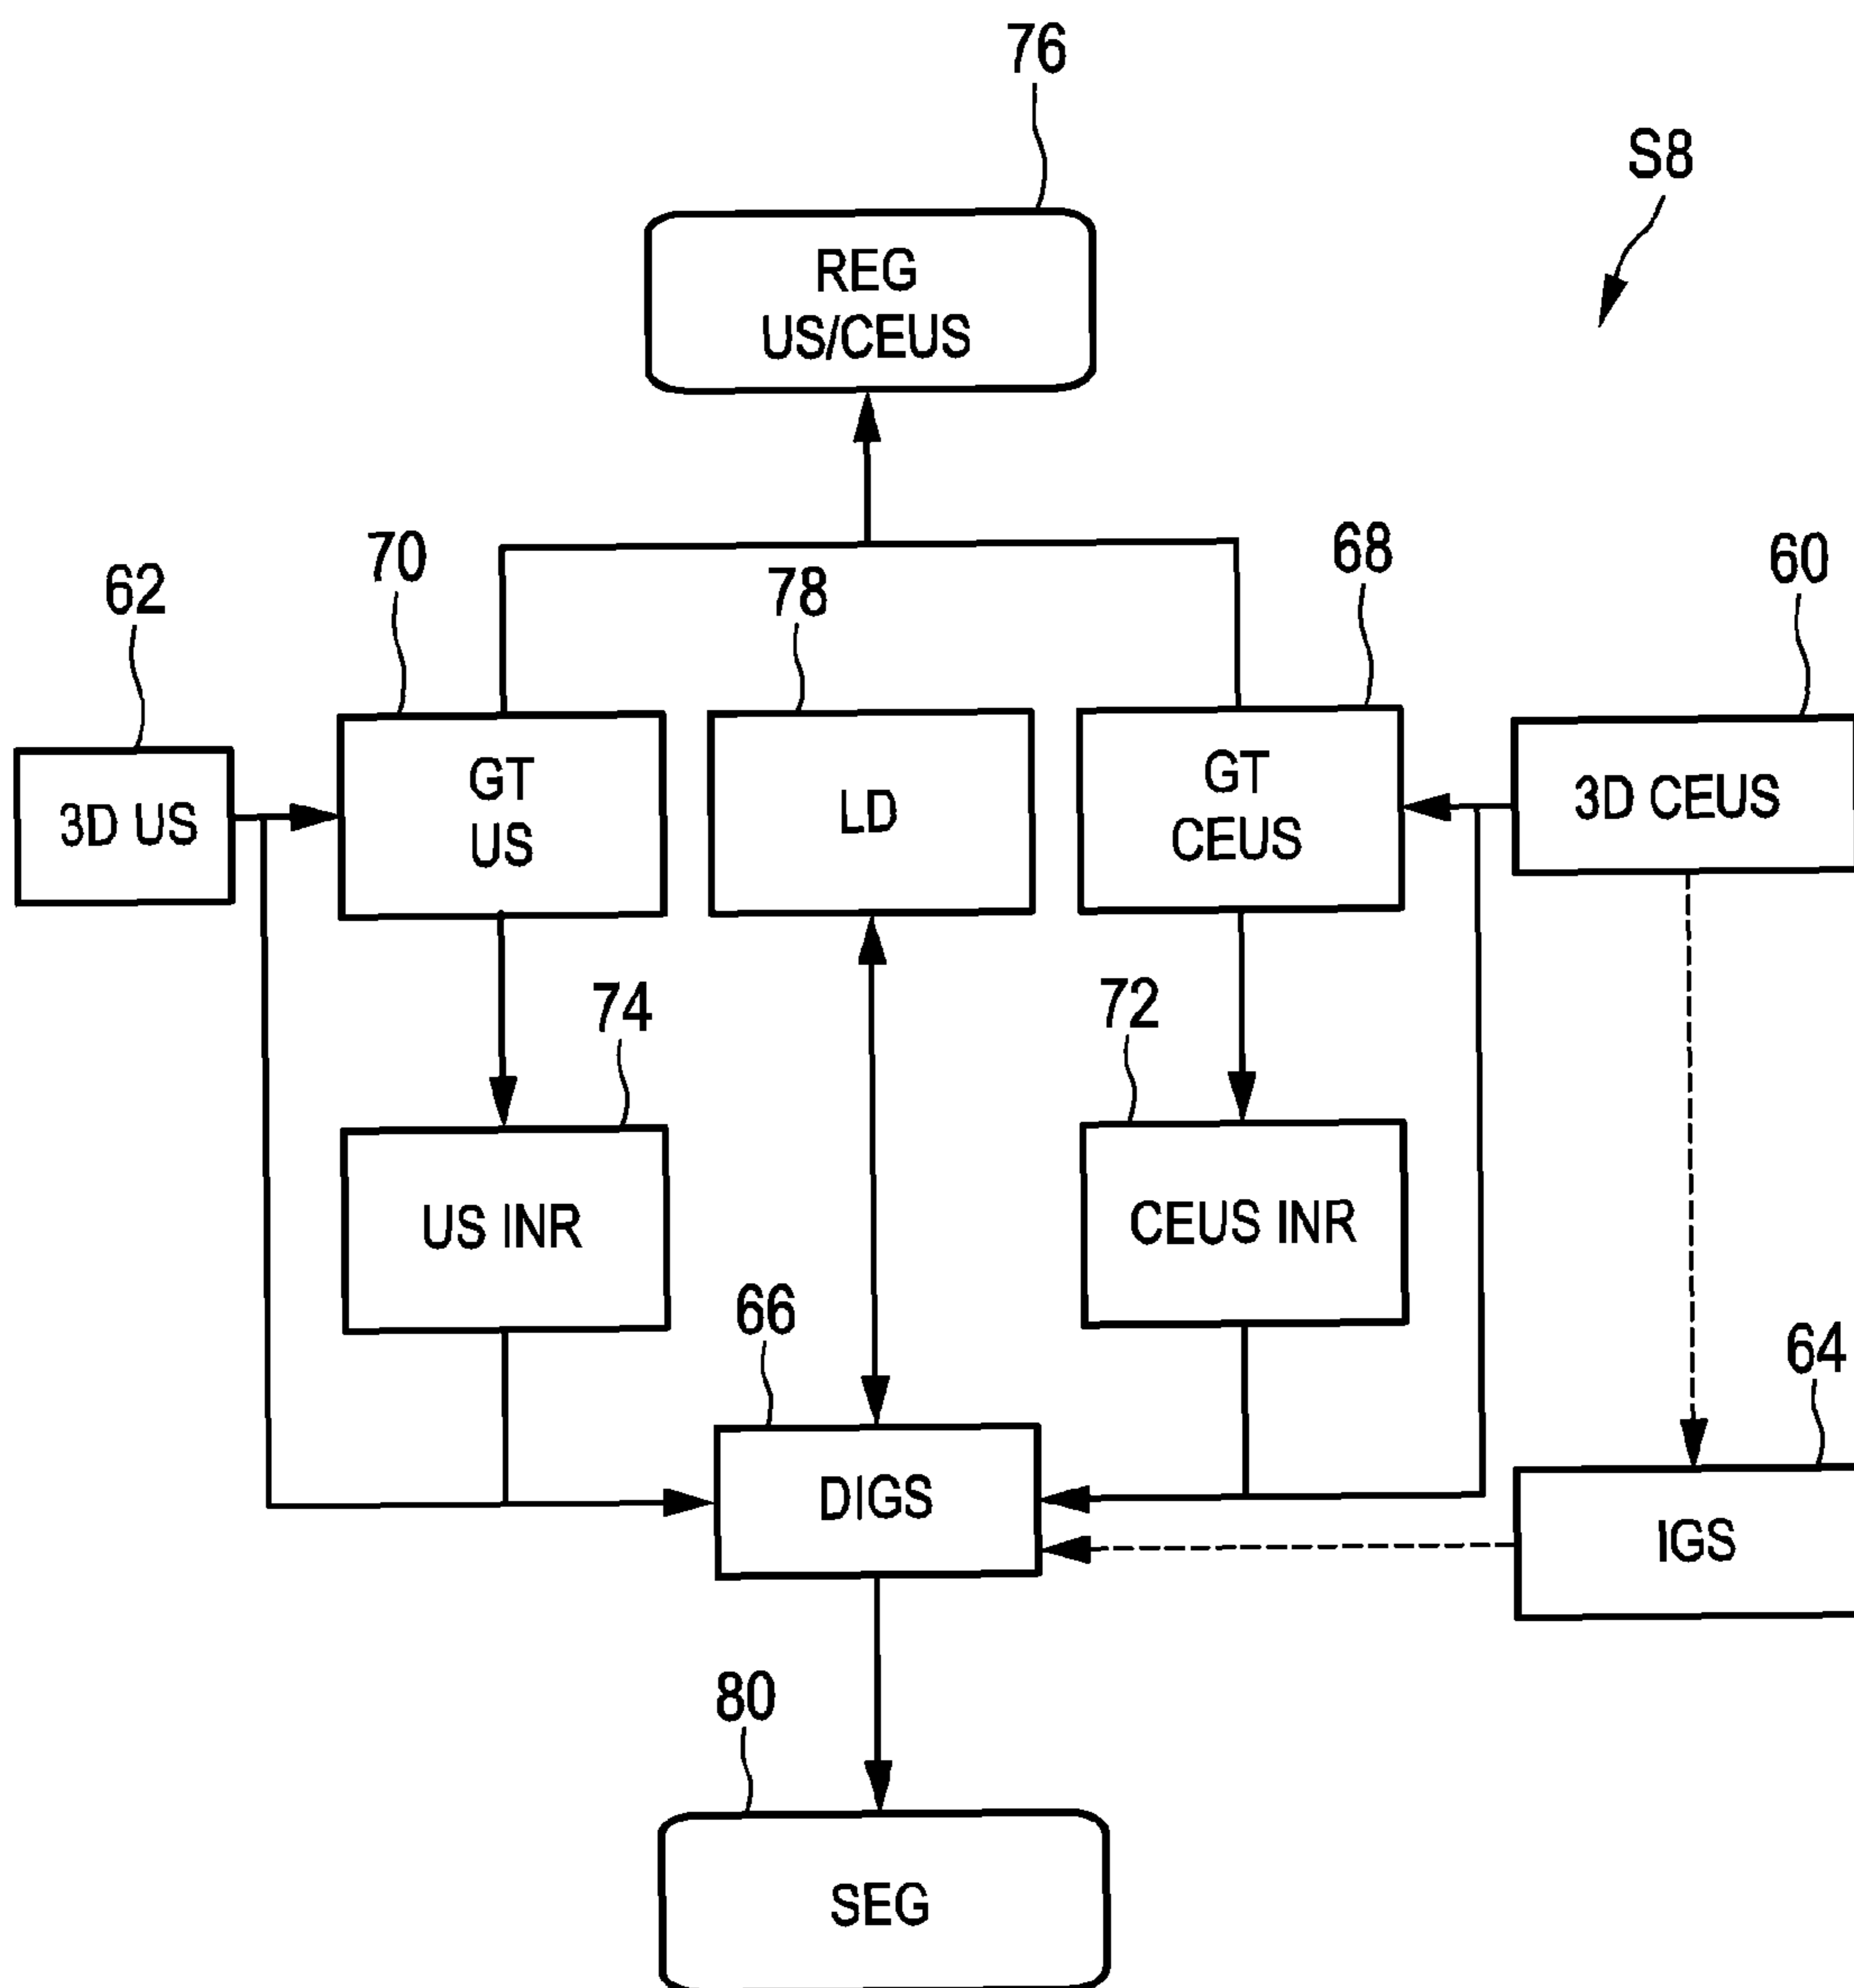 76
S8
REG
US/CEUS
70
68
60
62
78
3D US
GT
US
LD
GT
CEUS
3D CEUS
74
72
US INR
CEUS INR
66
64
DIGS
IGS
80
SEG